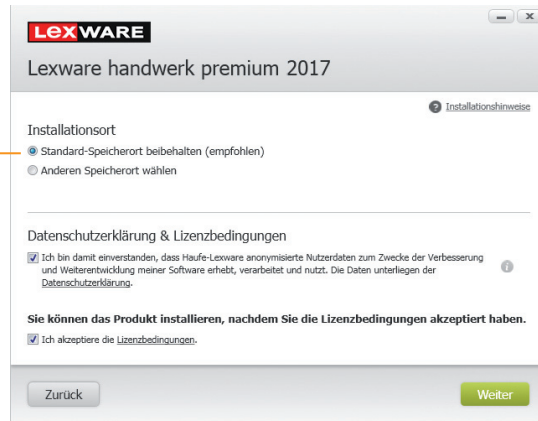 LEXWARE
Lexware handwerk premium 2017
Installationshinweise
Installationsort
Standard-Speicherort beibehalten (empfohlen)
Anderen Speicherort wählen
Datenschutzerklärung & Lizenzbedingungen
Ich bin damit einverstanden, dass Haufe-Lexware anonymisierte Nutzerdaten zum Zwecke der Verbesserung
und Weiterentwicklung meiner Software erhebt, verarbeitet und nutzt. Die Daten unterliegen der
Datenschutzerklärung.
Sie können das Produkt installieren, nachdem Sie die Lizenzbedingungen akzeptiert haben.
Ich akzeptiere die Lizenzbedingungen.
Zurück
Weiter